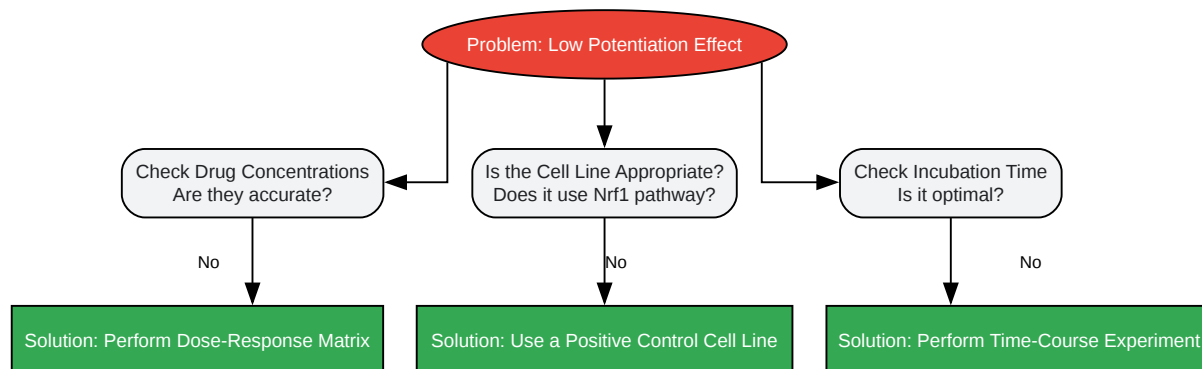 Problem: Low Potentiation Effect
Check Drug Concentrations
Are they accurate?
Is the Cell Line Appropriate?
Does it use Nrf1 pathway?
Check Incubation Time
Is it optimal?
No
No
No
Solution: Perform Dose-Response Matrix
Solution: Use a Positive Control Cell Line
Solution: Perform Time-Course Experiment